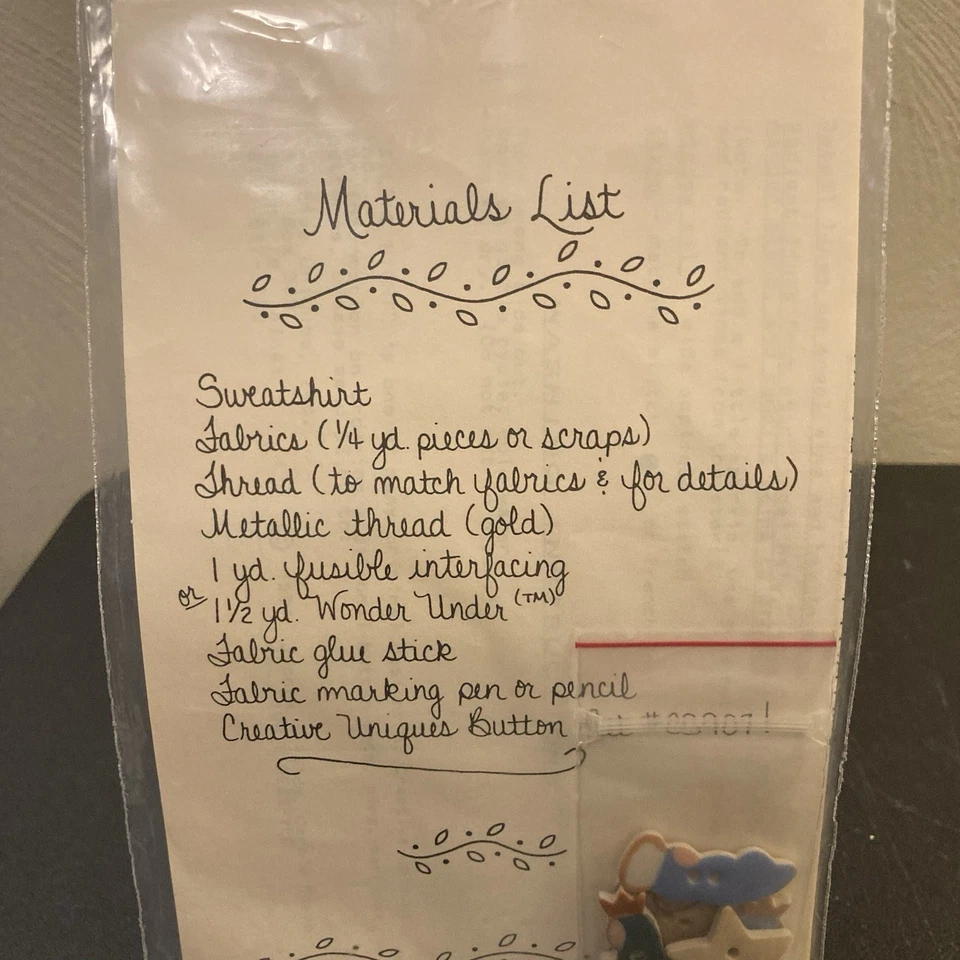 Materials List
Sweatshirt
Fabrics (1/4 yd. pieces or scraps)
Thread (to match fabrics & for details)
Metallic thread (gold)
1 yd. fusible interfacing
or
1 1/2 yd. Wonder Under (TM)
Fabric glue stick
Fabric marking pen or pencil
Creative Uniques Button